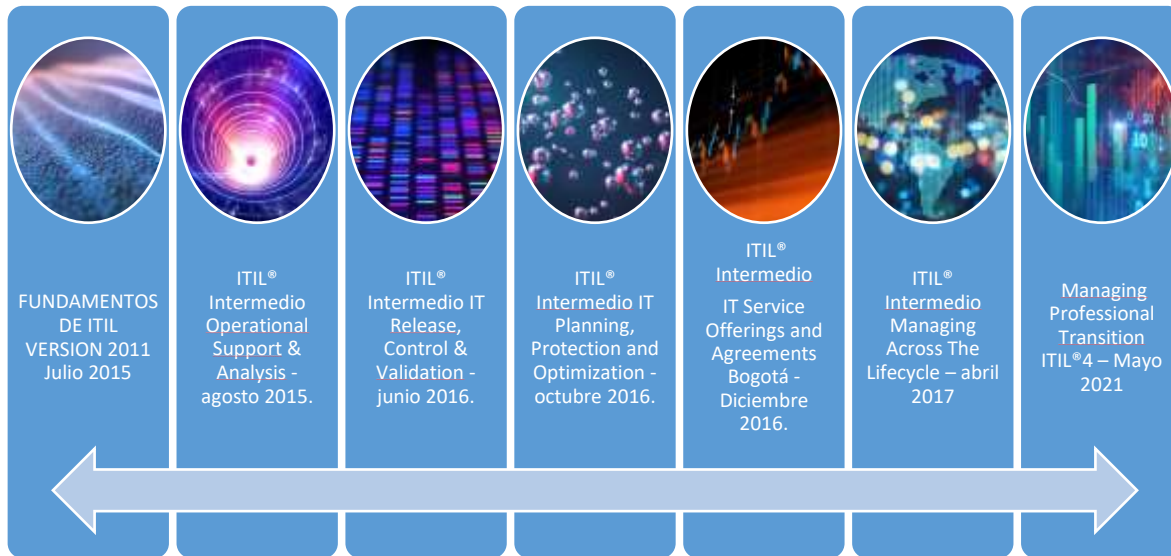 FUNDAMENTOS
DE ITIL
VERSION 2011
Julio 2015
ITIL®
Intermedio
Operational
Support &
Analysis -
agosto 2015.
ITIL®
Intermedio IT
Release,
Control &
Validation -
junio 2016.
ITIL®
Intermedio IT
Planning,
Protection and
Optimization -
octubre 2016.
ITIL®
Intermedio
IT Service
Offerings and
Agreements
Bogotá -
Diciembre
2016.
ITIL®
Intermedio
Managing
Across The
Lifecycle – abril
2017
Managing
Professional
Transition
ITIL®4 – Mayo
2021